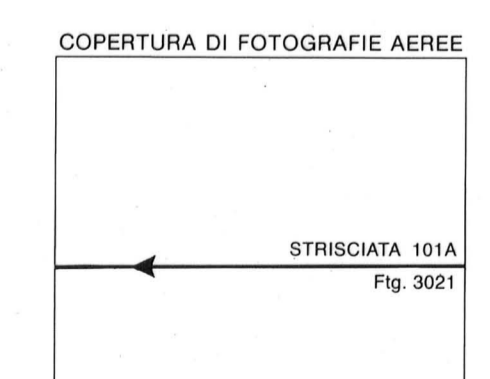 COPERTURA DI FOTOGRAFIE AEREE
STRISCIATA 101A
Ftg. 3021